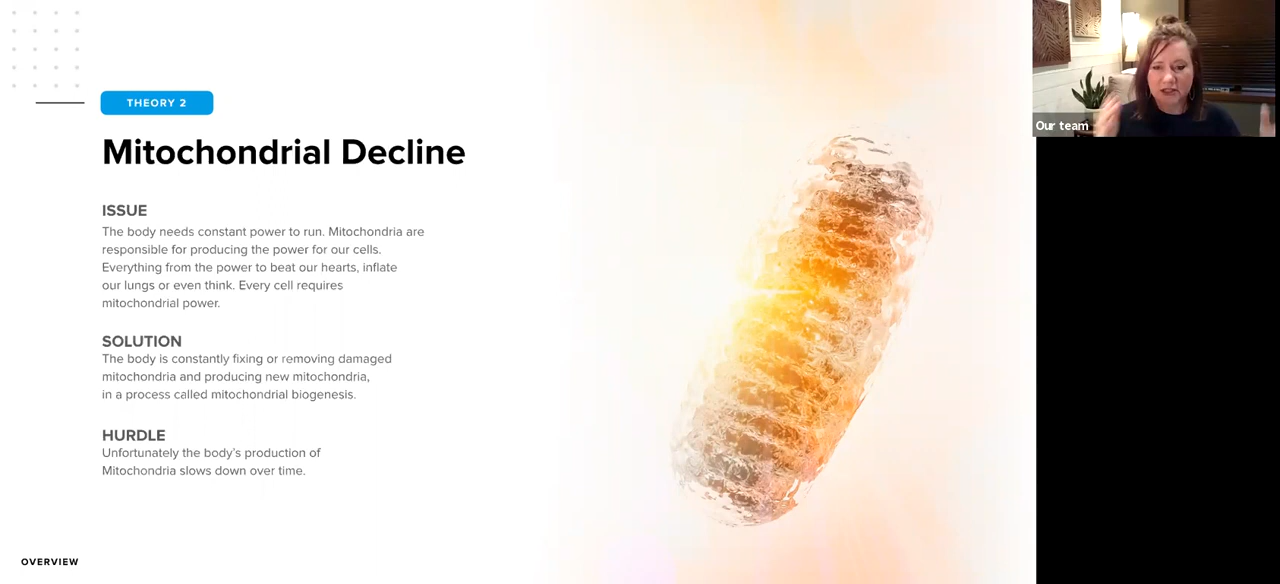 THEORY 2
Mitochondrial Decline
ISSUE
The body needs constant power to run. Mitochondria are
responsible for producing the power for our cells.
Everything from the power to beat our hearts, inflate
our lungs or even think. Every cell requires
mitochondrial power.
SOLUTION
The body is constantly fixing or removing damaged
mitochondria and producing new mitochondria,
in a process called mitochondrial biogenesis.
HURDLE
Unfortunately the body's production of
Mitochondria slows down over time.
OVERVIEW
Our team